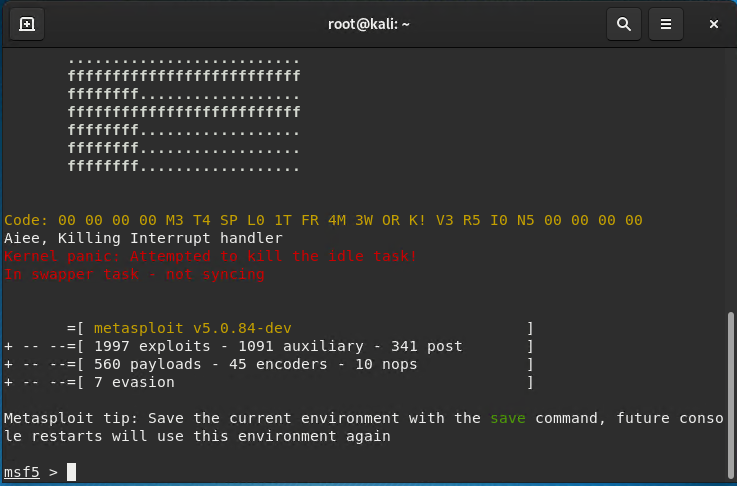 root@kali: ~
..........................
ffffffffffffffffffffffffff
ffffffff..................
ffffffffffffffffffffffffff
ffffffff..................
ffffffff..................
ffffffff..................
Code: 00 00 00 00 M3 T4 SP L0 1T FR 4M 3W OR K! V3 R5 I0 N5 00 00 00 00
Aiee, Killing Interrupt handler
Kernel panic: Attempted to kill the idle task!
In swapper task - not syncing
=[ metasploit v5.0.84-dev ]
+ -- --=[ 1997 exploits - 1091 auxiliary - 341 post ]
+ -- --=[ 560 payloads - 45 encoders - 10 nops ]
+ -- --=[ 7 evasion ]
Metasploit tip: Save the current environment with the save command, future conso
le restarts will use this environment again
msf5 >